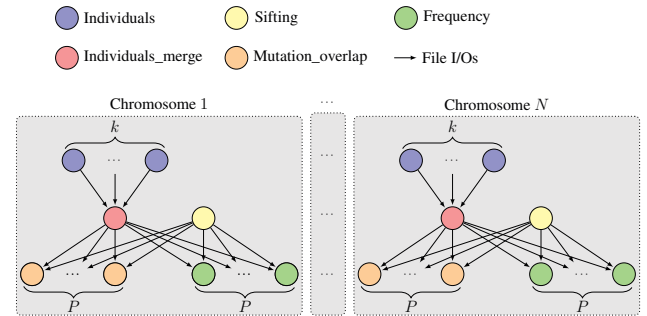 Individuals Sifting Frequency
Individuals_merge Mutation_overlap File I/Os
Chromosome 1 ... Chromosome N
k k
... ... ...
... 
... ... ... ... ...
P P P P